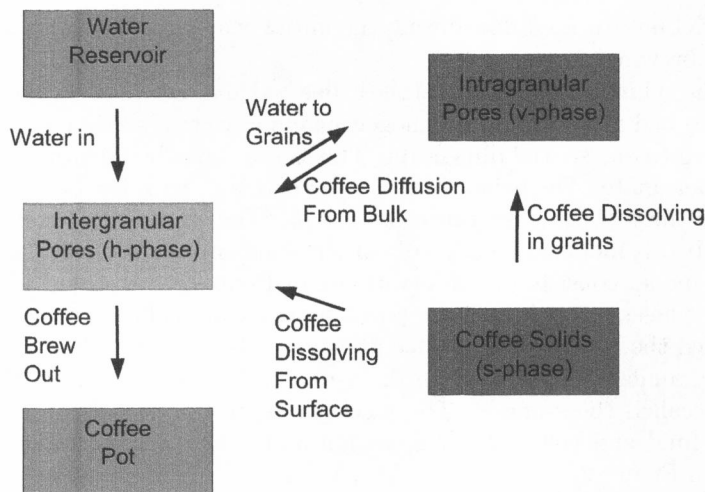 Water
Reservoir
Water in
Intergranular
Pores (h-phase)
Coffee
Brew
Out
Coffee
Pot
Water to
Grains
Coffee Diffusion
From Bulk
Coffee
Dissolving
From
Surface
Intragranular
Pores (v-phase)
Coffee Dissolving
in grains
Coffee Solids
(s-phase)